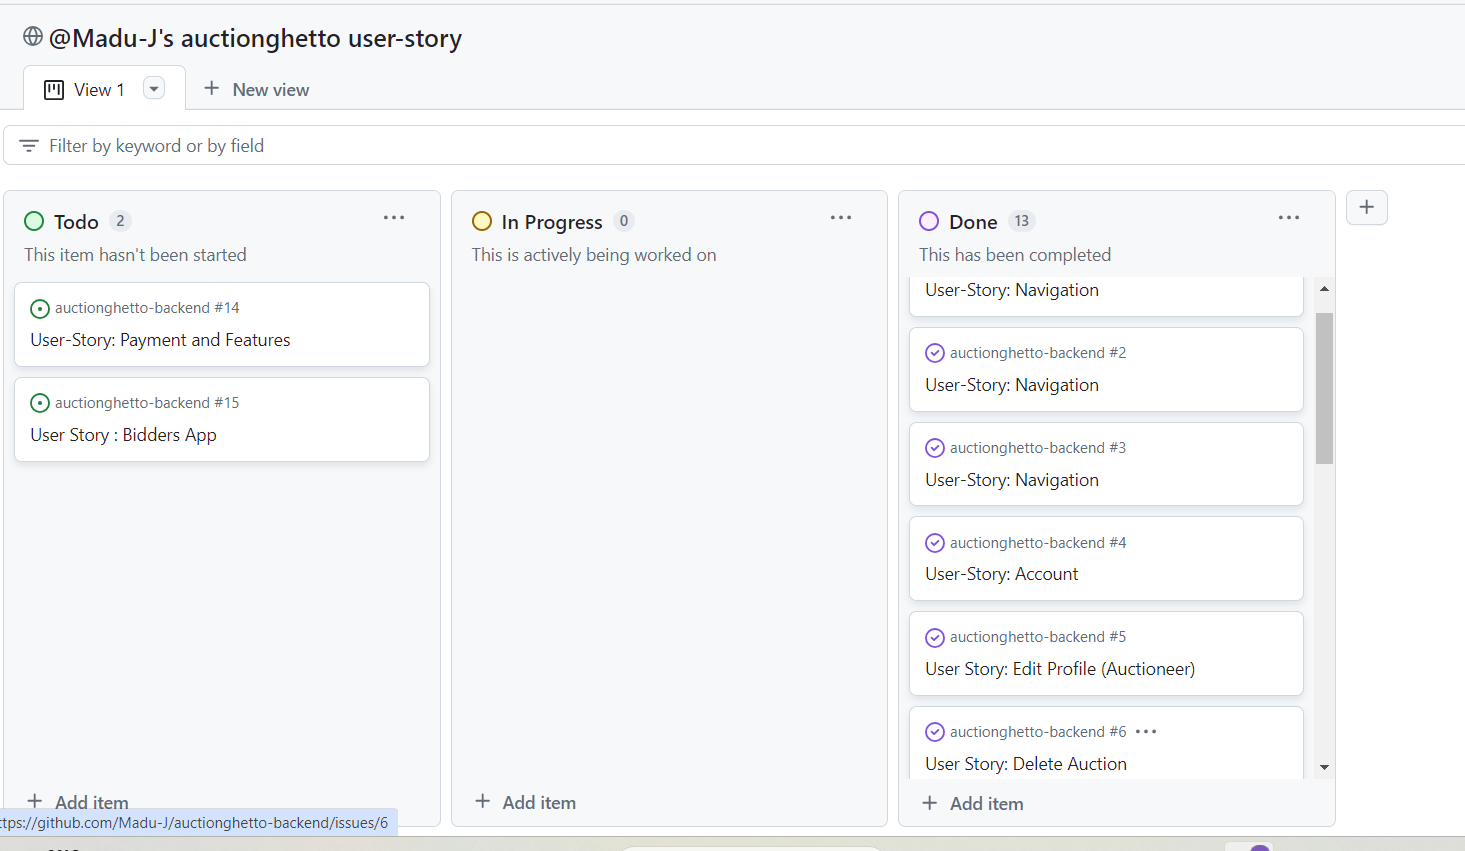 @Madu-J's auctionghetto user-story
View 1
New view
Filter by keyword or by field
Todo 2
This item hasn't been started
auctionghetto-backend #14
User-Story: Payment and Features
auctionghetto-backend #15
User Story : Bidders App
Add item
In Progress 0
This is actively being worked on
Add item
Done 13
This has been completed
User-Story: Navigation
auctionghetto-backend #2
User-Story: Navigation
auctionghetto-backend #3
User-Story: Navigation
auctionghetto-backend #4
User-Story: Account
auctionghetto-backend #5
User Story: Edit Profile (Auctioneer)
auctionghetto-backend #6
User Story: Delete Auction
Add item
ttps://github.com/Madu-J/auctionghetto-backend/issues/6